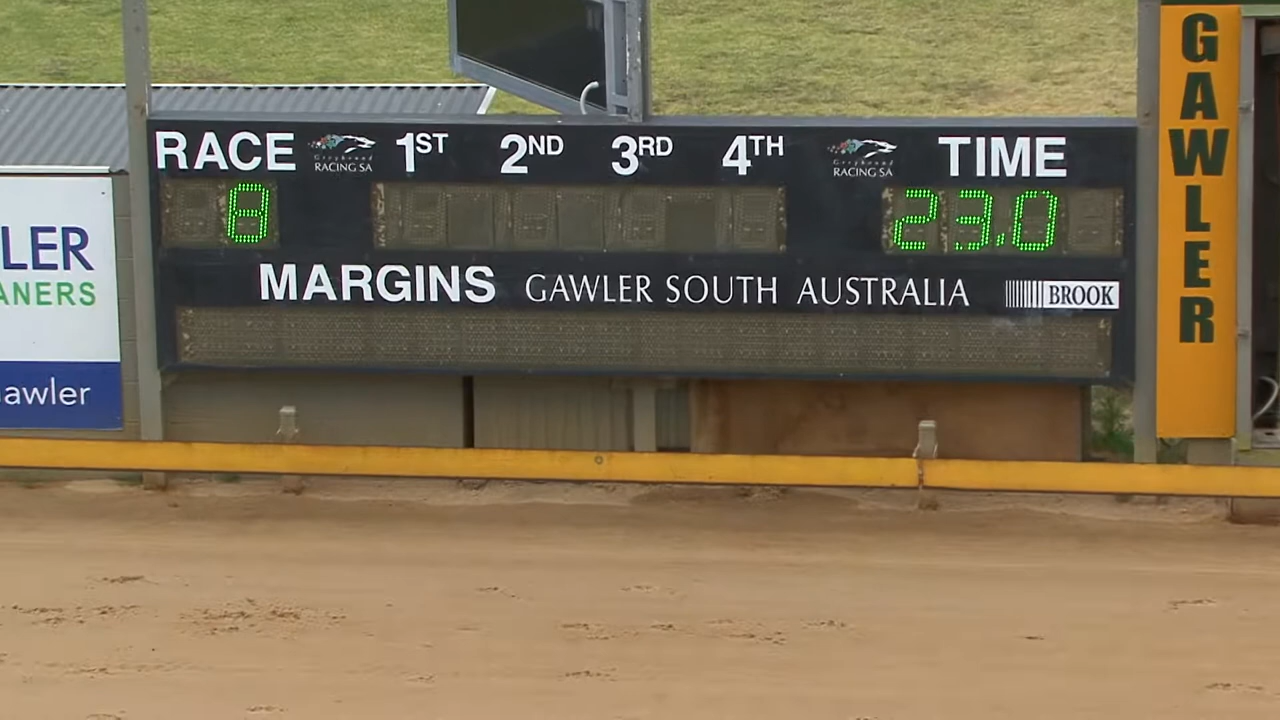 RACE
Greyhound
RACING SA
1ST
2ND
3RD
4TH
Greyhound
RACING SA
TIME
8
23.0
MARGINS
GAWLER SOUTH AUSTRALIA
BROOK
GAWLER
LER
ANERS
awler